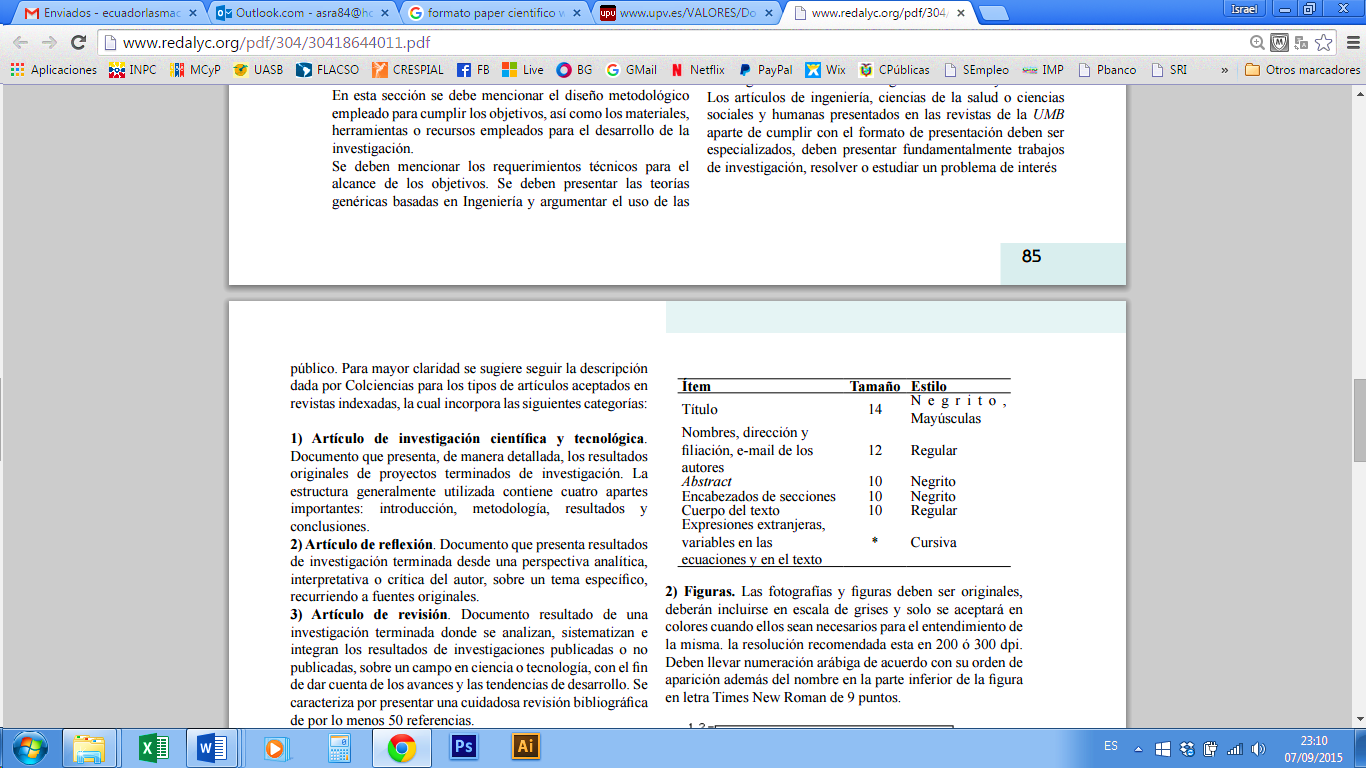 Enviados - ecuadorlasmac
Outlook.com - asra84@ho
formato paper cientifico w
www.upv.es/VALORES/Do
www.redalyc.org/pdf/304/
Israel
www.redalyc.org/pdf/304/30418644011.pdf
Aplicaciones INPC MCyP UASB FLACSO CRESPIAL FB Live BG GMail Netflix PayPal Wix CPúblicas SEmpleo IMP Pbanco SRI » Otros marcadores
En esta sección se debe mencionar el diseño metodológico
empleado para cumplir los objetivos, así como los materiales,
herramientas o recursos empleados para el desarrollo de la
investigación.
Se deben mencionar los requerimientos técnicos para el
alcance de los objetivos. Se deben presentar las teorías
genéricas basadas en Ingeniería y argumentar el uso de las
Los artículos de ingeniería, ciencias de la salud o ciencias
sociales y humanas presentados en las revistas de la UMB
aparte de cumplir con el formato de presentación deben ser
especializados, deben presentar fundamentalmente trabajos
de investigación, resolver o estudiar un problema de interés
85
público. Para mayor claridad se sugiere seguir la descripción
dada por Colciencias para los tipos de artículos aceptados en
revistas indexadas, la cual incorpora las siguientes categorías:
1) Artículo de investigación científica y tecnológica.
Documento que presenta, de manera detallada, los resultados
originales de proyectos terminados de investigación. La
estructura generalmente utilizada contiene cuatro apartes
importantes: introducción, metodología, resultados y
conclusiones.
2) Artículo de reflexión. Documento que presenta resultados
de investigación terminada desde una perspectiva analítica,
interpretativa o crítica del autor, sobre un tema específico,
recurriendo a fuentes originales.
3) Artículo de revisión. Documento resultado de una
investigación terminada donde se analizan, sistematizan e
integran los resultados de investigaciones publicadas o no
publicadas, sobre un campo en ciencia o tecnología, con el fin
de dar cuenta de los avances y las tendencias de desarrollo. Se
caracteriza por presentar una cuidadosa revisión bibliográfica
de por lo menos 50 referencias.
Ítem Tamaño Estilo
Título 14 Negrito, Mayúsculas
Nombres, dirección y
filiación, e-mail de los 12 Regular
autores
Abstract 10 Negrito
Encabezados de secciones 10 Negrito
Cuerpo del texto 10 Regular
Expresiones extranjeras,
variables en las * Cursiva
ecuaciones y en el texto
2) Figuras. Las fotografías y figuras deben ser originales,
deberán incluirse en escala de grises y solo se aceptará en
colores cuando ellos sean necesarios para el entendimiento de
la misma. la resolución recomendada esta en 200 ó 300 dpi.
Deben llevar numeración arábiga de acuerdo con su orden de
aparición además del nombre en la parte inferior de la figura
en letra Times New Roman de 9 puntos.
Ps
Ai
ES
23:10
07/09/2015